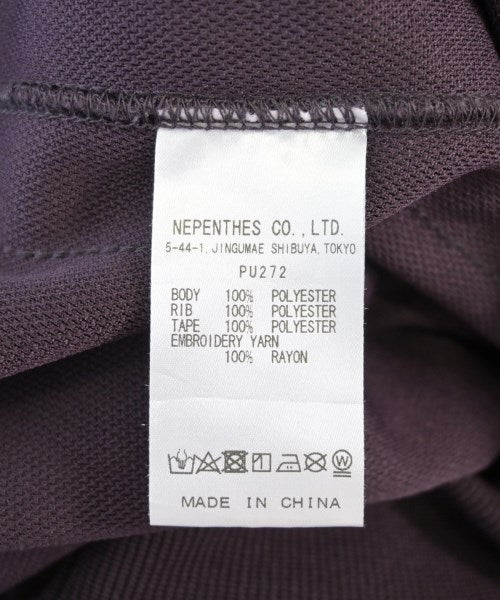 NEPENTHES CO.,LTD.
5-44-1, JINGUMAE SHIBUYA, TOKYO
PU272
BODY 100% POLYESTER
RIB 100% POLYESTER
TAPE 100% POLYESTER
EMBROIDERY YARN
100% RAYON
W
MADE IN CHINA